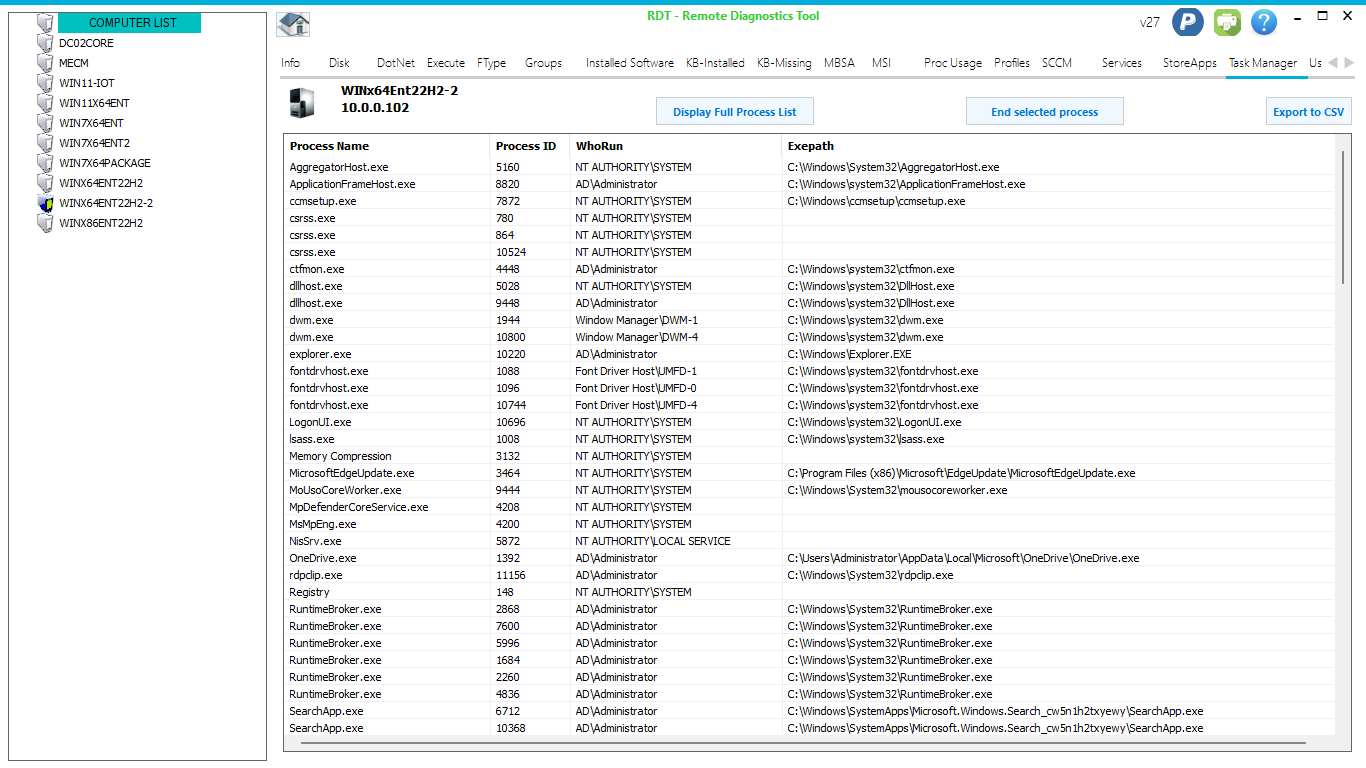 COMPUTER LIST
DC02CORE
MECM
WIN11-IOT
WIN11X64ENT
WIN7X64ENT
WIN7X64ENT2
WIN7X64PACKAGE
WINX64ENT22H2
WINX64ENT22H2-2
WINX86ENT22H2
RDT - Remote Diagnostics Tool
v27 P ?
Info Disk DotNet Execute FType Groups Installed Software KB-Installed KB-Missing MBSA MSI Proc Usage Profiles SCCM Services StoreApps Task Manager Us
WINx64Ent22H2-2
10.0.0.102
Display Full Process List End selected process Export to CSV
Process Name Process ID WhoRun Exepath
AggregatorHost.exe 5160 NT AUTHORITY\SYSTEM C:\Windows\System32\AggregatorHost.exe
ApplicationFrameHost.exe 8820 AD\Administrator C:\Windows\System32\ApplicationFrameHost.exe
ccmsetup.exe 7872 NT AUTHORITY\SYSTEM C:\Windows\ccmsetup\ccmsetup.exe
csrss.exe 780 NT AUTHORITY\SYSTEM
csrss.exe 864 NT AUTHORITY\SYSTEM
csrss.exe 10524 NT AUTHORITY\SYSTEM
ctfmon.exe 4448 AD\Administrator C:\Windows\system32\ctfmon.exe
dllhost.exe 5028 NT AUTHORITY\SYSTEM C:\Windows\system32\DllHost.exe
dllhost.exe 9448 AD\Administrator C:\Windows\system32\DllHost.exe
dwm.exe 1944 Window Manager\DWM-1 C:\Windows\system32\dwm.exe
dwm.exe 10800 Window Manager\DWM-4 C:\Windows\system32\dwm.exe
explorer.exe 10220 AD\Administrator C:\Windows\Explorer.EXE
fontdrvhost.exe 1088 Font Driver Host\UMFD-1 C:\Windows\system32\fontdrvhost.exe
fontdrvhost.exe 1096 Font Driver Host\UMFD-0 C:\Windows\system32\fontdrvhost.exe
fontdrvhost.exe 10744 Font Driver Host\UMFD-4 C:\Windows\system32\fontdrvhost.exe
LogonUI.exe 10696 NT AUTHORITY\SYSTEM C:\Windows\system32\LogonUI.exe
lsass.exe 1008 NT AUTHORITY\SYSTEM C:\Windows\system32\lsass.exe
Memory Compression 3132 NT AUTHORITY\SYSTEM
MicrosoftEdgeUpdate.exe 3464 NT AUTHORITY\SYSTEM C:\Program Files (x86)\Microsoft\EdgeUpdate\MicrosoftEdgeUpdate.exe
MoUsoCoreWorker.exe 9444 NT AUTHORITY\SYSTEM C:\Windows\System32\mousocoreworker.exe
MpDefenderCoreService.exe 4208 NT AUTHORITY\SYSTEM
MsMpEng.exe 4200 NT AUTHORITY\SYSTEM
NisSrv.exe 5872 NT AUTHORITY\LOCAL SERVICE
OneDrive.exe 1392 AD\Administrator C:\Users\Administrator\AppData\Local\Microsoft\OneDrive\OneDrive.exe
rdpclip.exe 11156 AD\Administrator C:\Windows\System32\rdpclip.exe
Registry 148 NT AUTHORITY\SYSTEM
RuntimeBroker.exe 2868 AD\Administrator C:\Windows\System32\RuntimeBroker.exe
RuntimeBroker.exe 7600 AD\Administrator C:\Windows\System32\RuntimeBroker.exe
RuntimeBroker.exe 5996 AD\Administrator C:\Windows\System32\RuntimeBroker.exe
RuntimeBroker.exe 1684 AD\Administrator C:\Windows\System32\RuntimeBroker.exe
RuntimeBroker.exe 2260 AD\Administrator C:\Windows\System32\RuntimeBroker.exe
RuntimeBroker.exe 4836 AD\Administrator C:\Windows\System32\RuntimeBroker.exe
SearchApp.exe 6712 AD\Administrator C:\Windows\SystemApps\Microsoft.Windows.Search_cw5n1h2txyewy\SearchApp.exe
SearchApp.exe 10368 AD\Administrator C:\Windows\SystemApps\Microsoft.Windows.Search_cw5n1h2txyewy\SearchApp.exe